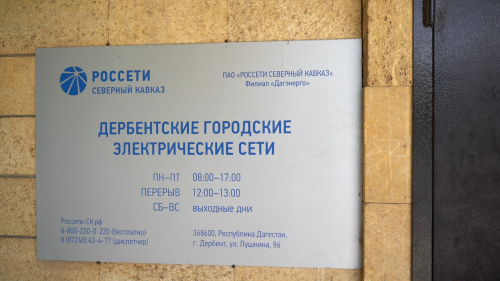 РОССЕТИ
СЕВЕРНЫЙ КАВКАЗ
ПАО «РОССЕТИ СЕВЕРНЫЙ КАВКАЗ»
Филиал «Дагэнерго»
ДЕРБЕНТСКИЕ ГОРОДСКИЕ
ЭЛЕКТРИЧЕСКИЕ СЕТИ
ПН–ПТ 08:00–17:00
ПЕРЕРЫВ 12:00–13:00
СБ–ВС выходные дни
Россети-СК.рф
8-800-220-0 220 (бесплатно)
8 (87240) 43-4-77 (диспетчер)
368600, Республика Дагестан,
г. Дербент, ул. Пушкина, 86